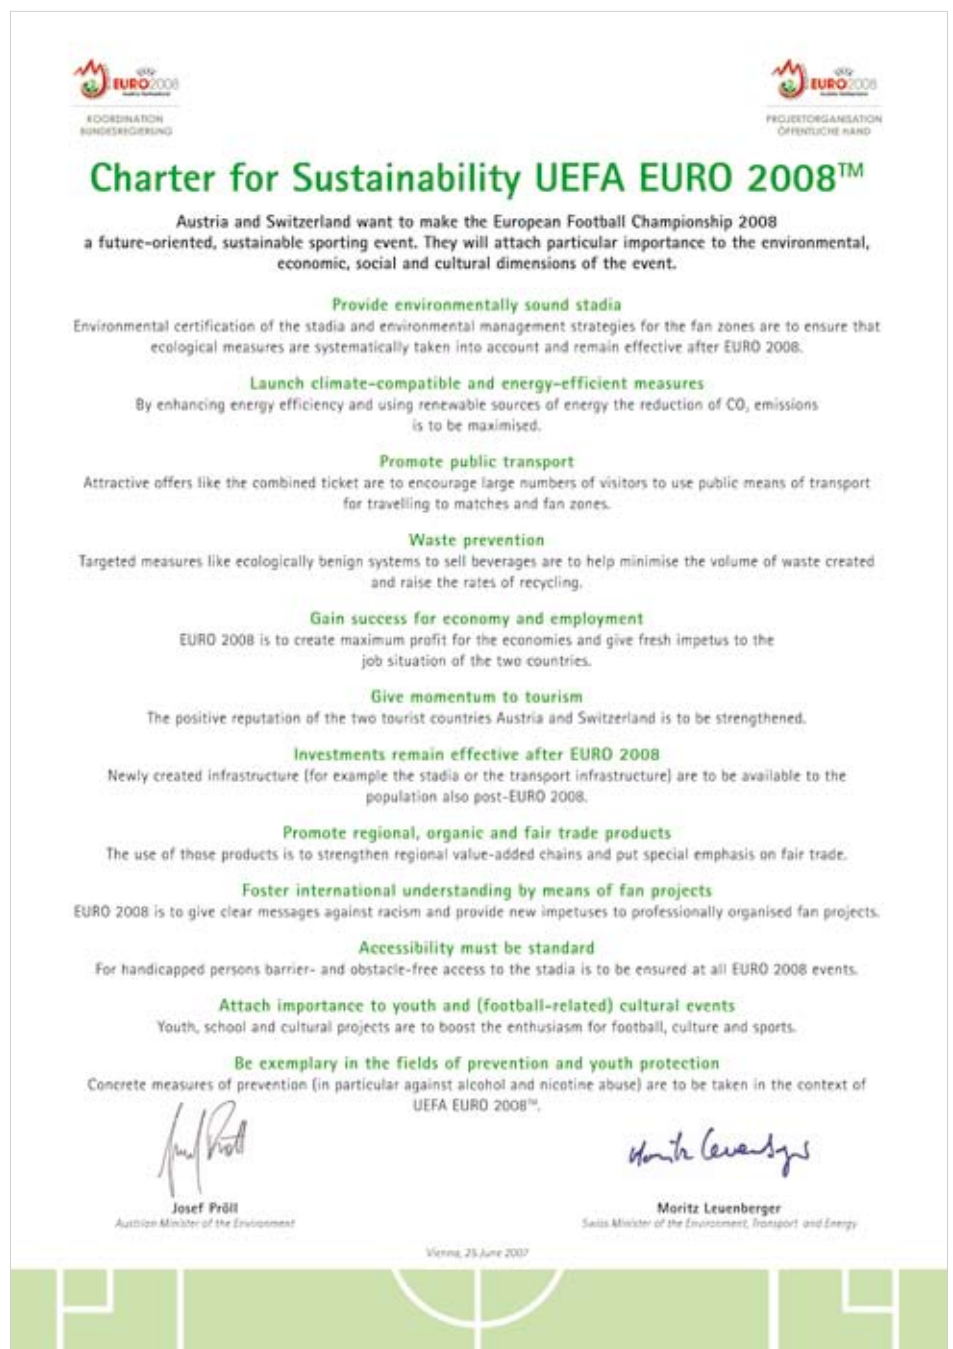 EURO2008
EURO2008
KOORDINATION
BUNDESREGIERUNG
PROJEKTORGANISATION
ÖFFENTLICHE HAND
Charter for Sustainability UEFA EURO 2008™
Austria and Switzerland want to make the European Football Championship 2008
a future-oriented, sustainable sporting event. They will attach particular importance to the environmental,
economic, social and cultural dimensions of the event.
Provide environmentally sound stadia
Environmental certification of the stadia and environmental management strategies for the fan zones are to ensure that
ecological measures are systematically taken into account and remain effective after EURO 2008.
Launch climate-compatible and energy-efficient measures
By enhancing energy efficiency and using renewable sources of energy the reduction of CO₂ emissions
is to be maximised.
Promote public transport
Attractive offers like the combined ticket are to encourage large numbers of visitors to use public means of transport
for travelling to matches and fan zones.
Waste prevention
Targeted measures like ecologically benign systems to sell beverages are to help minimise the volume of waste created
and raise the rates of recycling.
Gain success for economy and employment
EURO 2008 is to create maximum profit for the economies and give fresh impetus to the
job situation of the two countries.
Give momentum to tourism
The positive reputation of the two tourist countries Austria and Switzerland is to be strengthened.
Investments remain effective after EURO 2008
Newly created infrastructure (for example the stadia or the transport infrastructure) are to be available to the
population also post-EURO 2008.
Promote regional, organic and fair trade products
The use of those products is to strengthen regional value-added chains and put special emphasis on fair trade.
Foster international understanding by means of fan projects
EURO 2008 is to give clear messages against racism and provide new impetuses to professionally organised fan projects.
Accessibility must be standard
For handicapped persons barrier- and obstacle-free access to the stadia is to be ensured at all EURO 2008 events.
Attach importance to youth and (football-related) cultural events
Youth, school and cultural projects are to boost the enthusiasm for football, culture and sports.
Be exemplary in the fields of prevention and youth protection
Concrete measures of prevention (in particular against alcohol and nicotine abuse) are to be taken in the context of
UEFA EURO 2008™.
Josef Pröll
Austrian Minister of the Environment
Moritz Leuenberger
Swiss Minister of the Environment, Transport and Energy
Vienna, 25 June 2007